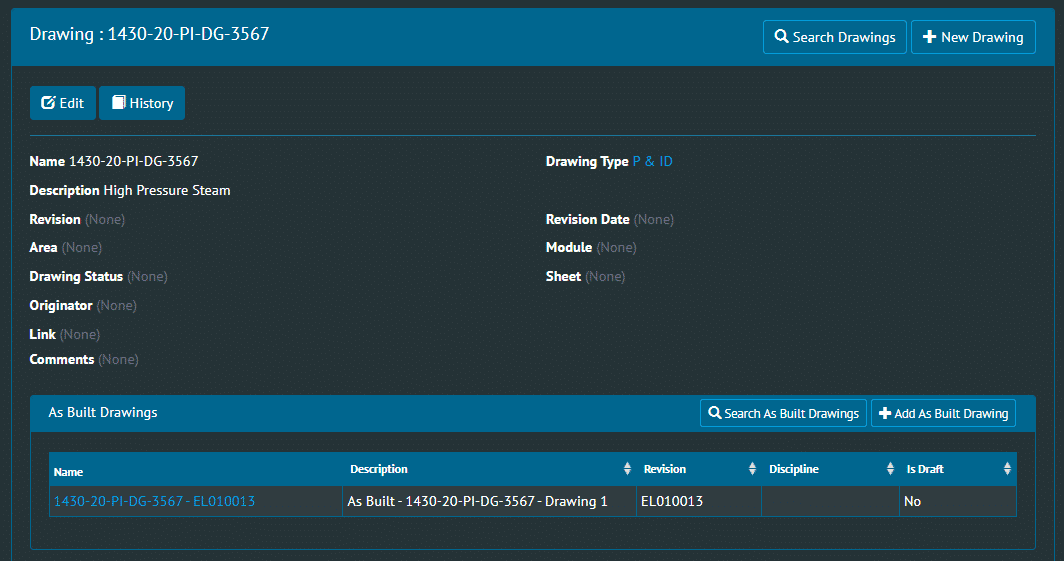 Drawing : 1430-20-PI-DG-3567
Search Drawings
New Drawing
Edit
History
Name 1430-20-PI-DG-3567
Drawing Type P & ID
Description High Pressure Steam
Revision (None)
Revision Date (None)
Area (None)
Module (None)
Drawing Status (None)
Sheet (None)
Originator (None)
Link (None)
Comments (None)
As Built Drawings
Search As Built Drawings
Add As Built Drawing
Name Description Revision Discipline Is Draft
1430-20-PI-DG-3567 - EL010013 As Built - 1430-20-PI-DG-3567 - Drawing 1 EL010013 No